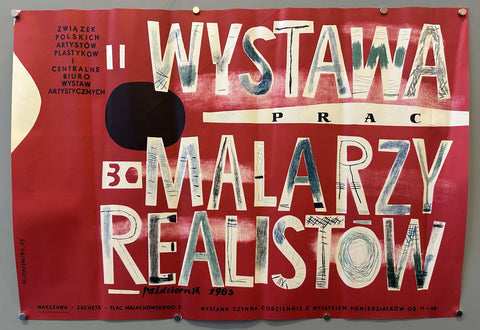 ZWIĄZEK
POLSKICH
ARTYSTÓW
PLASTYKÓW
I
CENTRALNE
BIURO
WYSTAW
ARTYSTYCZNYCH
II WYSTAWA
PRAC
30 MALARZY
REALISTÓW
październik 1963
WARSZAWA - ZACHĘTA - PLAC MAŁACHOWSKIEGO 3 WYSTAWA CZYNNA CODZIENNIE Z WYJĄTKIEM PONIEDZIAŁKÓW OD 11-18